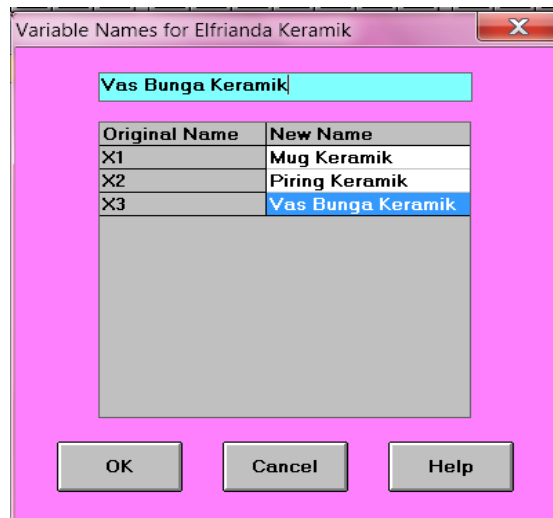 Variable Names for Elfrianda Keramik
Vas Bunga Keramik
Original Name New Name
X1 Mug Keramik
X2 Piring Keramik
X3 Vas Bunga Keramik
OK Cancel Help